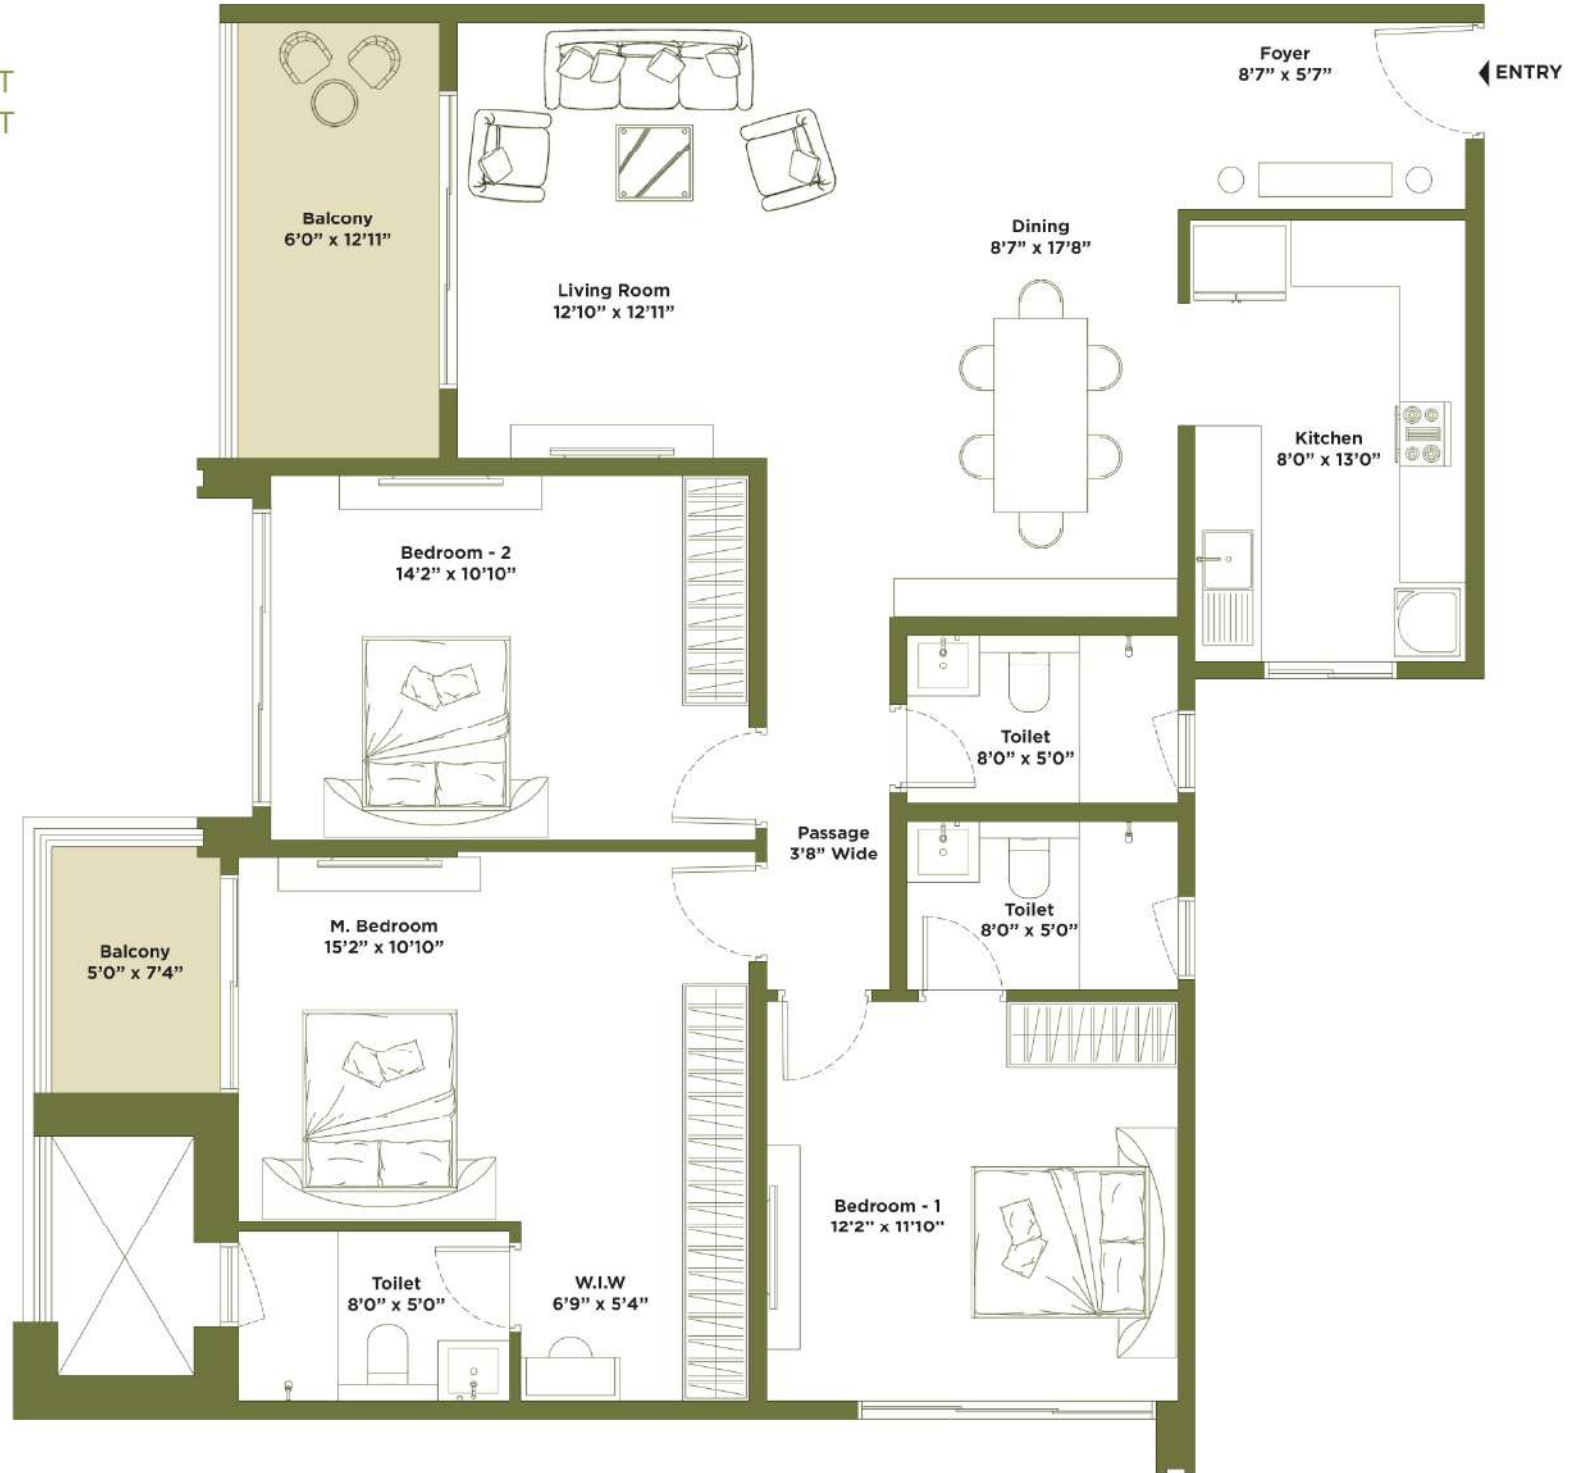 T
T
Foyer
8'7" x 5'7"
ENTRY
Balcony
6'0" x 12'11"
Dining
8'7" x 17'8"
Living Room
12'10" x 12'11"
Kitchen
8'0" x 13'0"
Bedroom - 2
14'2" x 10'10"
Toilet
8'0" x 5'0"
Passage
3'8" Wide
Toilet
8'0" x 5'0"
M. Bedroom
15'2" x 10'10"
Balcony
5'0" x 7'4"
Bedroom - 1
12'2" x 11'10"
Toilet
8'0" x 5'0"
W.I.W
6'9" x 5'4"